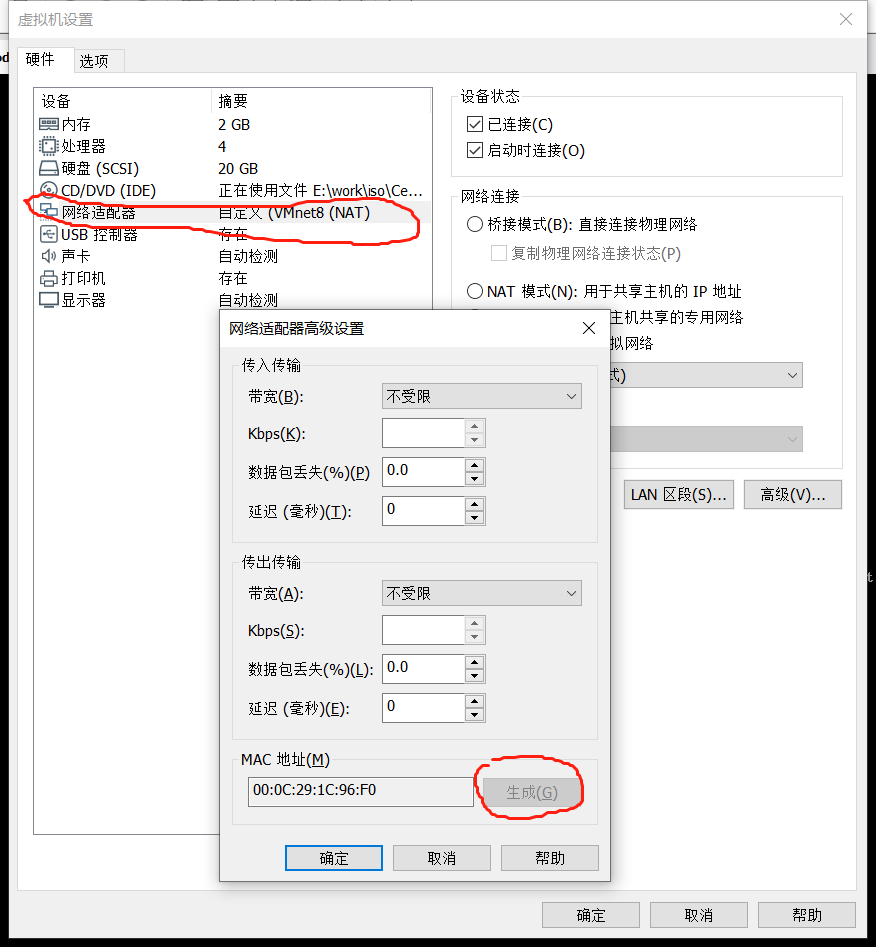 虚拟机设置
od
硬件
选项
设备
摘要
内存
2 GB
处理器
4
硬盘 (SCSI)
20 GB
CD/DVD (IDE)
正在使用文件 E:\work\iso\Ce...
网络适配器
自定义 (VMnet8 (NAT)
USB 控制器
存在
声卡
自动检测
打印机
存在
显示器
自动检测
设备状态
已连接(C)
启动时连接(O)
网络连接
桥接模式(B): 直接连接物理网络
复制物理网络连接状态(P)
NAT 模式(N): 用于共享主机的 IP 地址
主机共享的专用网络
拟网络
式)
LAN 区段(S)...
高级(V)...
t
网络适配器高级设置
传入传输
带宽(B):
不受限
Kbps(K):
数据包丢失(%)(P)
0.0
延迟 (毫秒)(T):
0
传出传输
带宽(A):
不受限
Kbps(S):
数据包丢失(%)(L):
0.0
延迟 (毫秒)(E):
0
MAC 地址(M)
00:0C:29:1C:96:F0
生成(G)
确定
取消
帮助
确定
取消
帮助